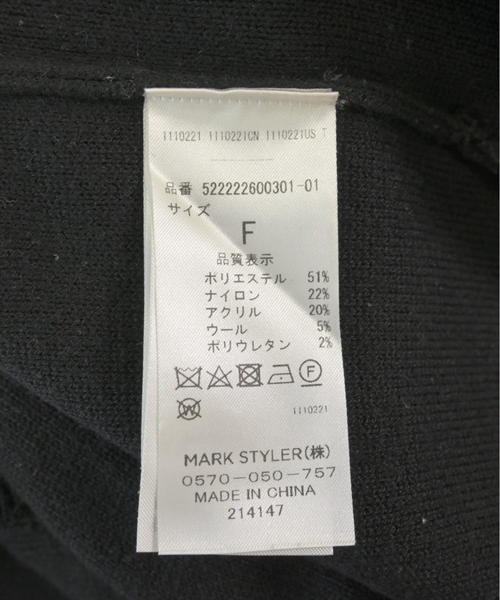 1110221 1110221CN 1110221US T
品番 522222600301-01
サイズ
F
品質表示
ポリエステル 51%
ナイロン 22%
アクリル 20%
ウール 5%
ポリウレタン 2%
F
W
1110221
MARK STYLER(株)
0570-050-757
MADE IN CHINA
214147